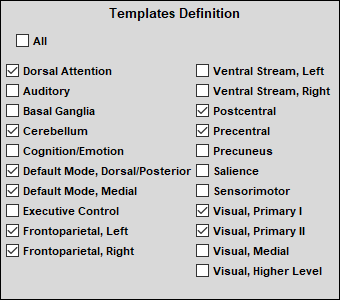 Templates Definition
All
Dorsal Attention
Auditory
Basal Ganglia
Cerebellum
Cognition/Emotion
Default Mode, Dorsal/Posterior
Default Mode, Medial
Executive Control
Frontoparietal, Left
Frontoparietal, Right
Ventral Stream, Left
Ventral Stream, Right
Postcentral
Precentral
Precuneus
Salience
Sensorimotor
Visual, Primary I
Visual, Primary II
Visual, Medial
Visual, Higher Level